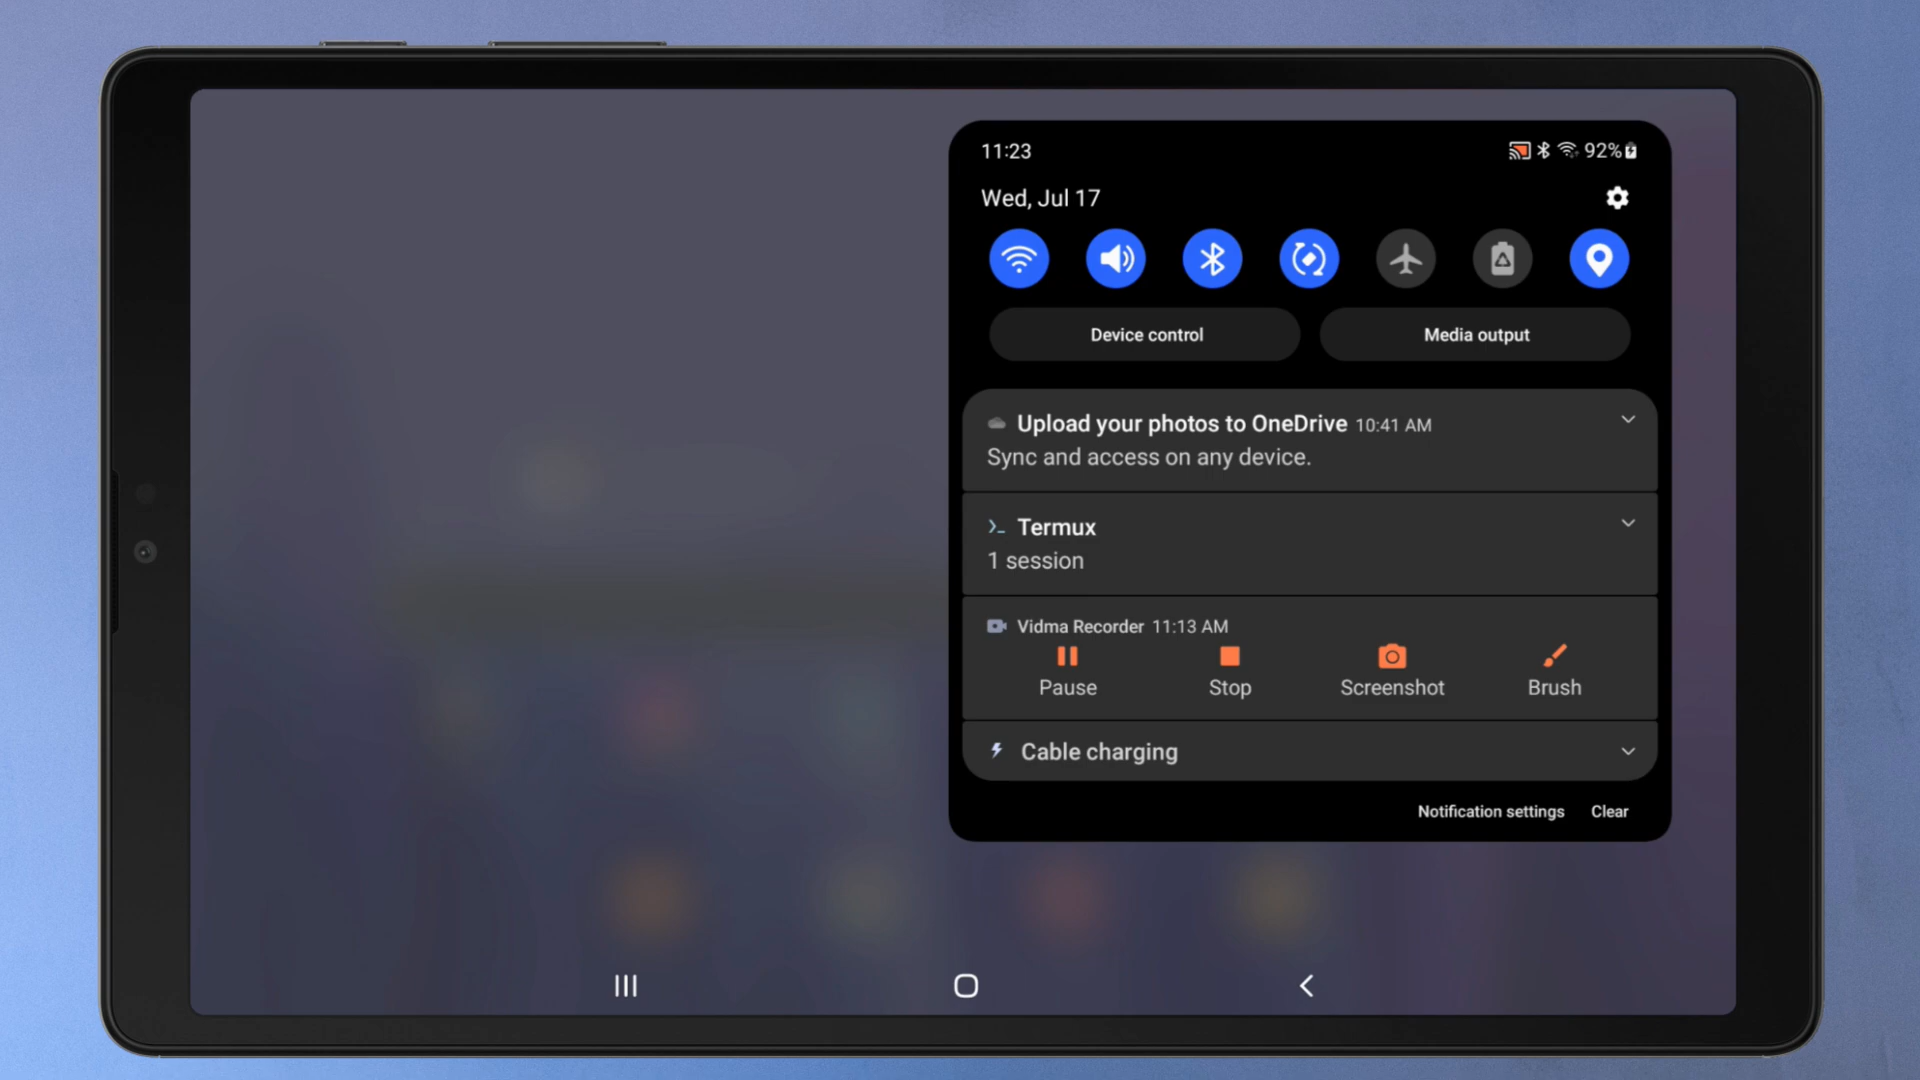 11:23
92%
Wed, Jul 17
Device control
Media output
Upload your photos to OneDrive 10:41 AM
Sync and access on any device.
Termux
1 session
Vidma Recorder 11:13 AM
Pause
Stop
Screenshot
Brush
Cable charging
Notification settings
Clear